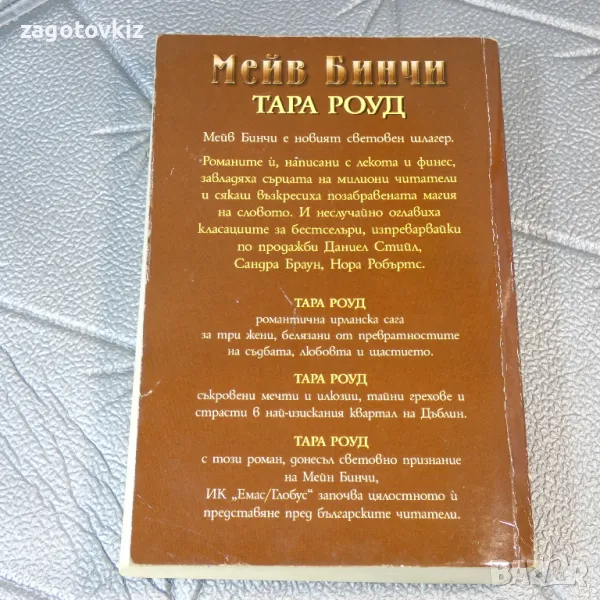 zagotovkiz
Мейв Бинчи
ТАРА РОУД
Мейв Бинчи е новият световен шлагер.
Романите ѝ, написани с лекота и финес,
завладяха сърцата на милиони читатели
и сякаш възкресиха позабравената магия
на словото. И неслучайно оглавиха
класациите за бестселъри, изпреварвайки
по продажби Даниел Стийл,
Сандра Браун, Нора Робъртс.
ТАРА РОУД
романтична ирланска сага
за три жени, белязани от превратностите
на съдбата, любовта и щастието.
ТАРА РОУД
съкровени мечти и илюзии, тайни грехове и
страсти в най-изискания квартал на Дъблин.
ТАРА РОУД
с този роман, донесъл световно признание
на Мейн Бинчи,
ИК „Емас/Глобус“ започва цялостното ѝ
представяне пред българските читатели.
БАЗАР